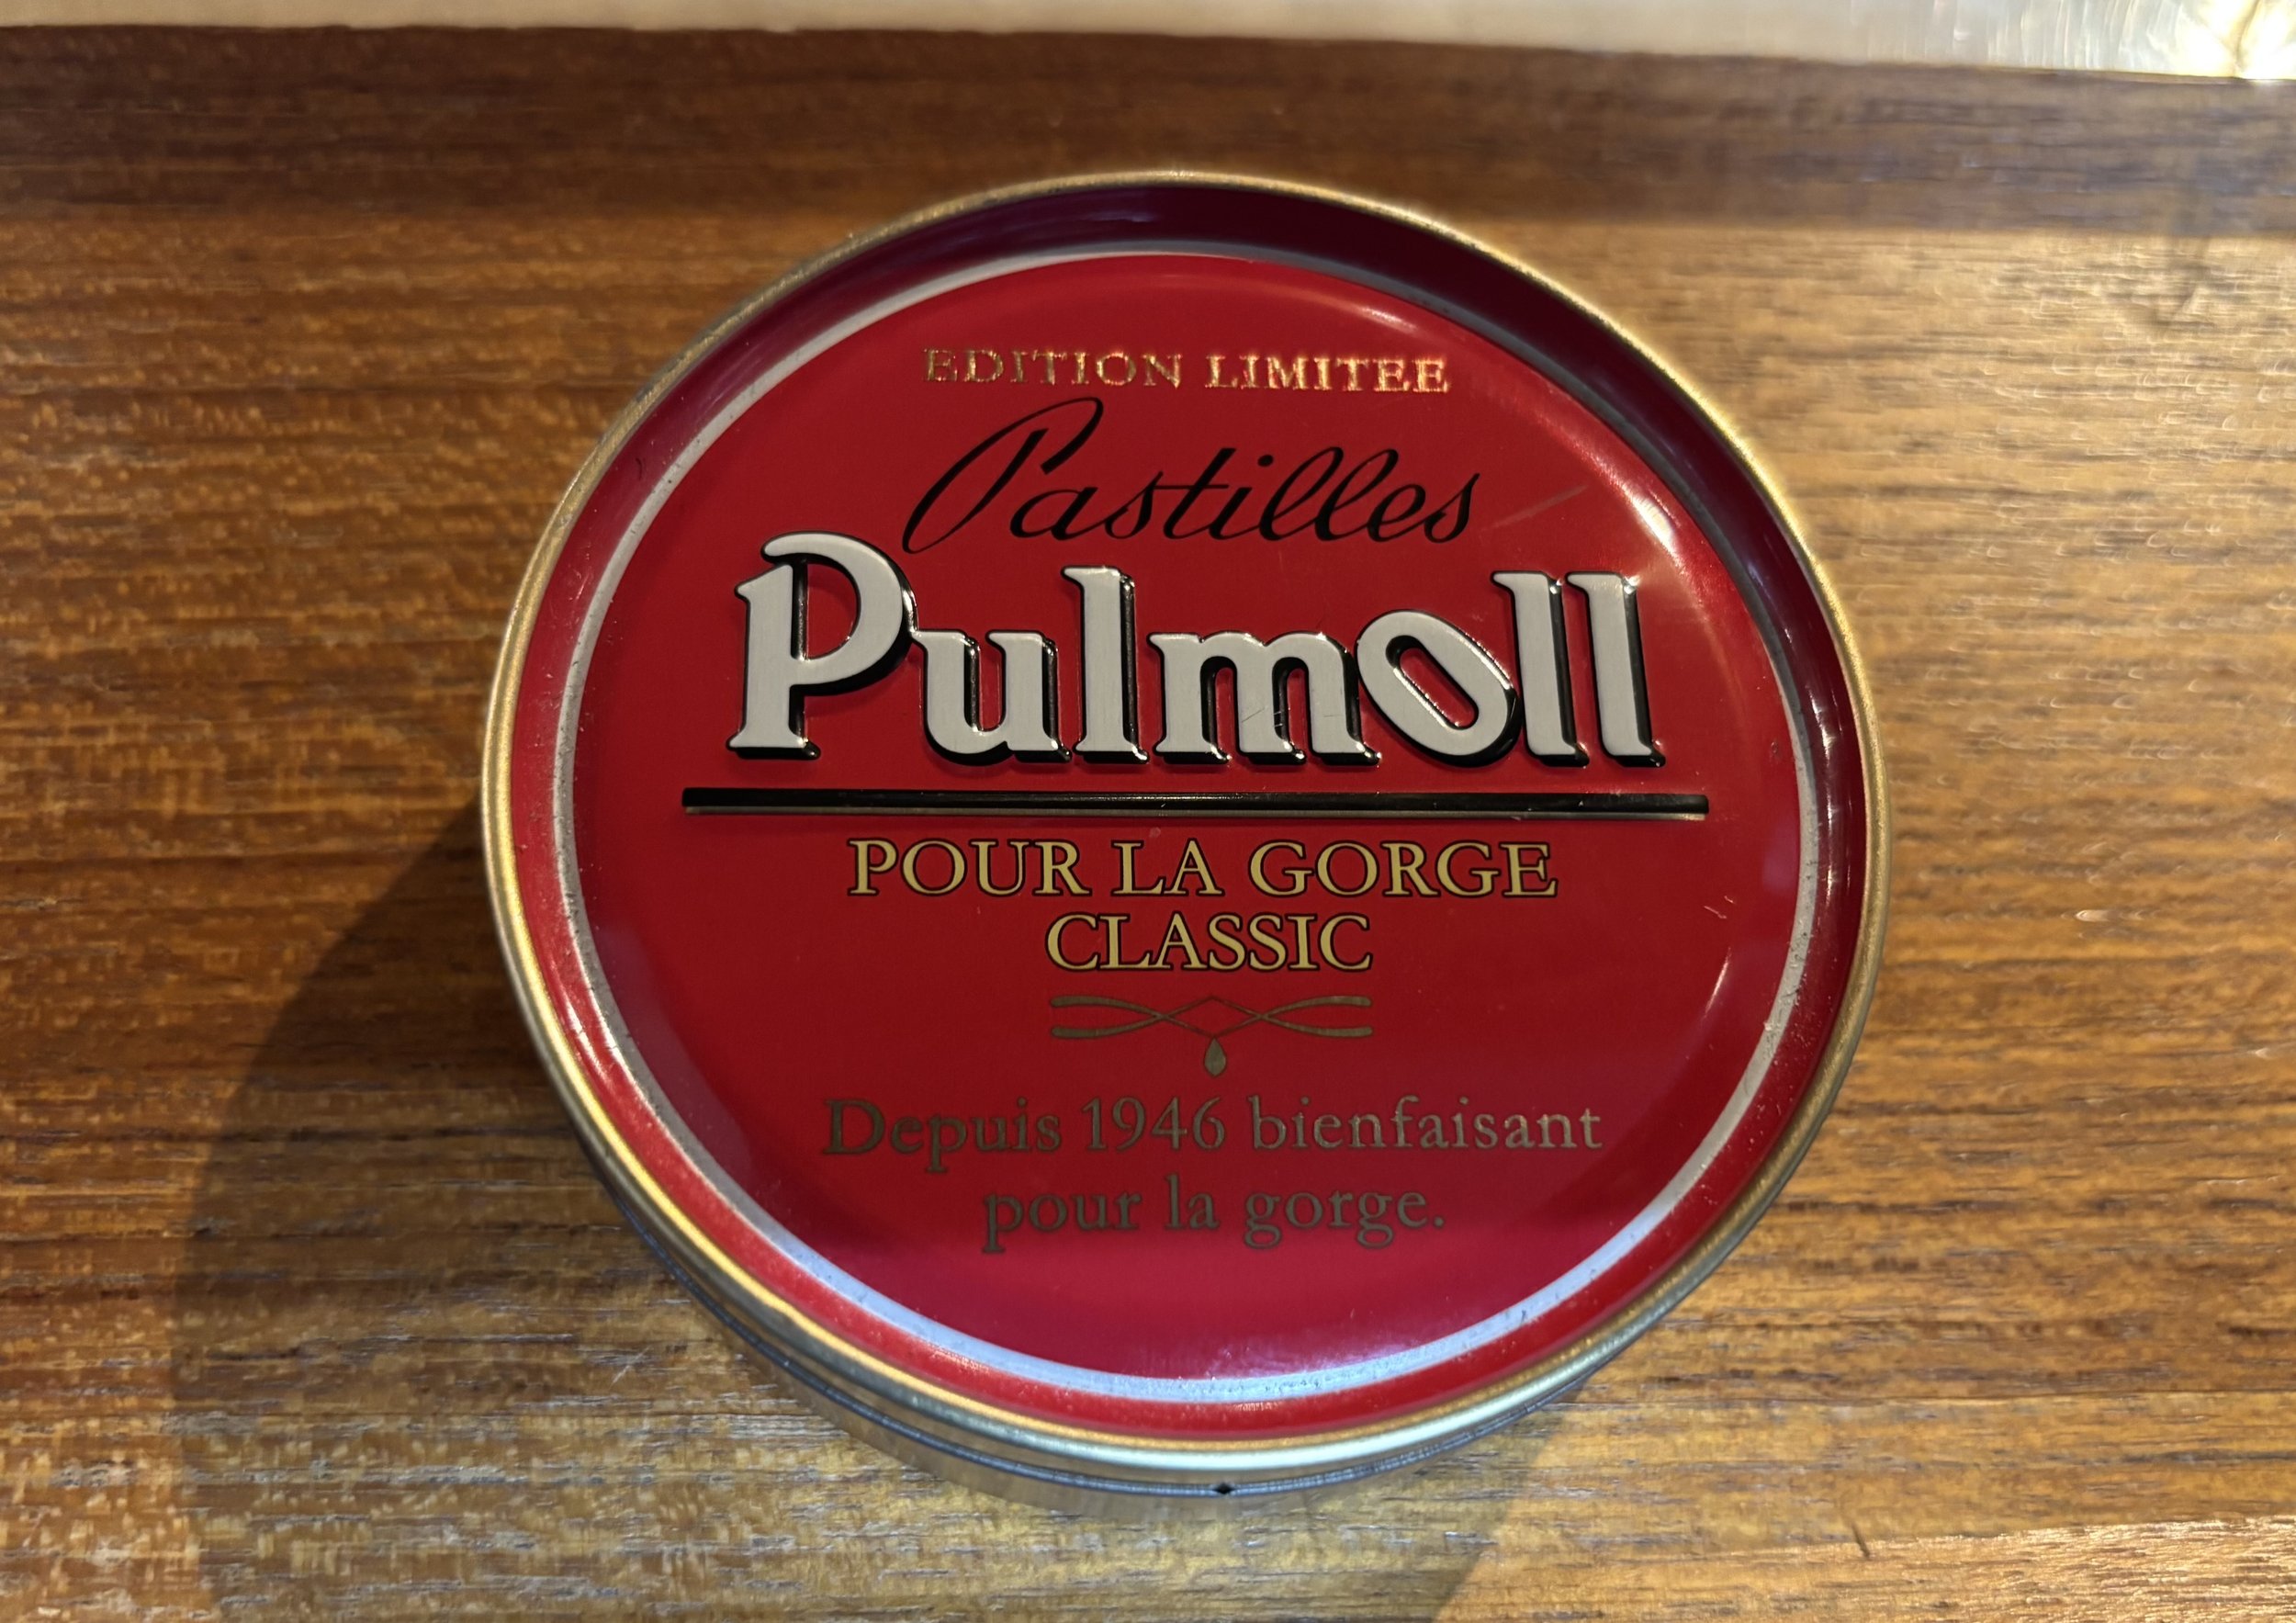 EDITION LIMITEE
Pastilles
Pulmoll
POUR LA GORGE
CLASSIC
Depuis 1946 bienfaisant
pour la gorge.